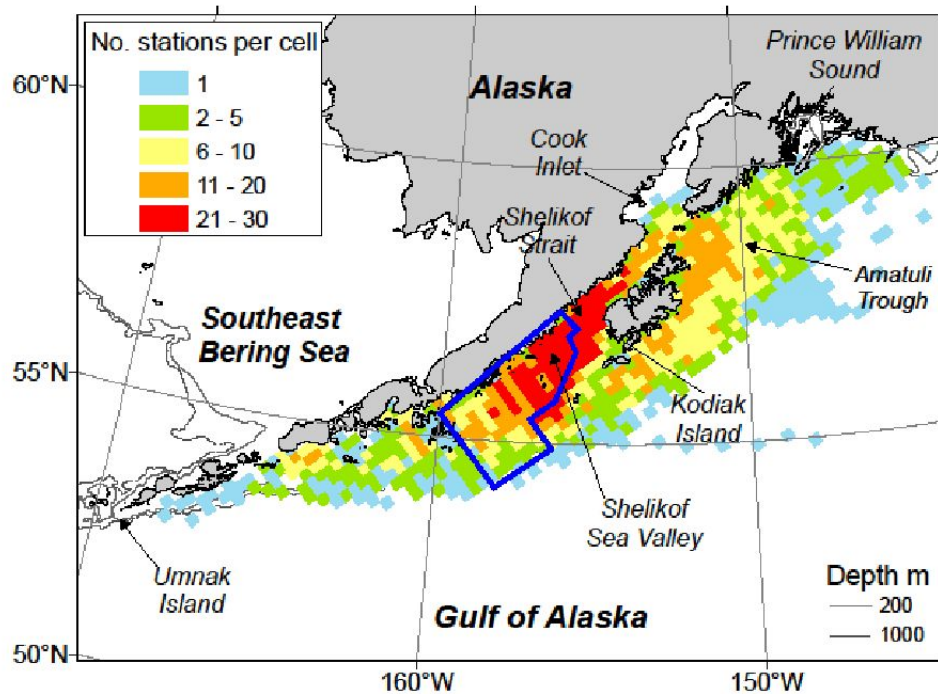 No. stations per cell
1
2 - 5
6 - 10
11 - 20
21 - 30
Prince William
Sound
60°N
Alaska
Cook
Inlet
Shelikof
Strait
Amatuli
Trough
Southeast
Bering Sea
55°N
Kodiak
Island
Shelikof
Sea Valley
Umnak
Island
Depth m
200
1000
Gulf of Alaska
50°N
160°W
150°W